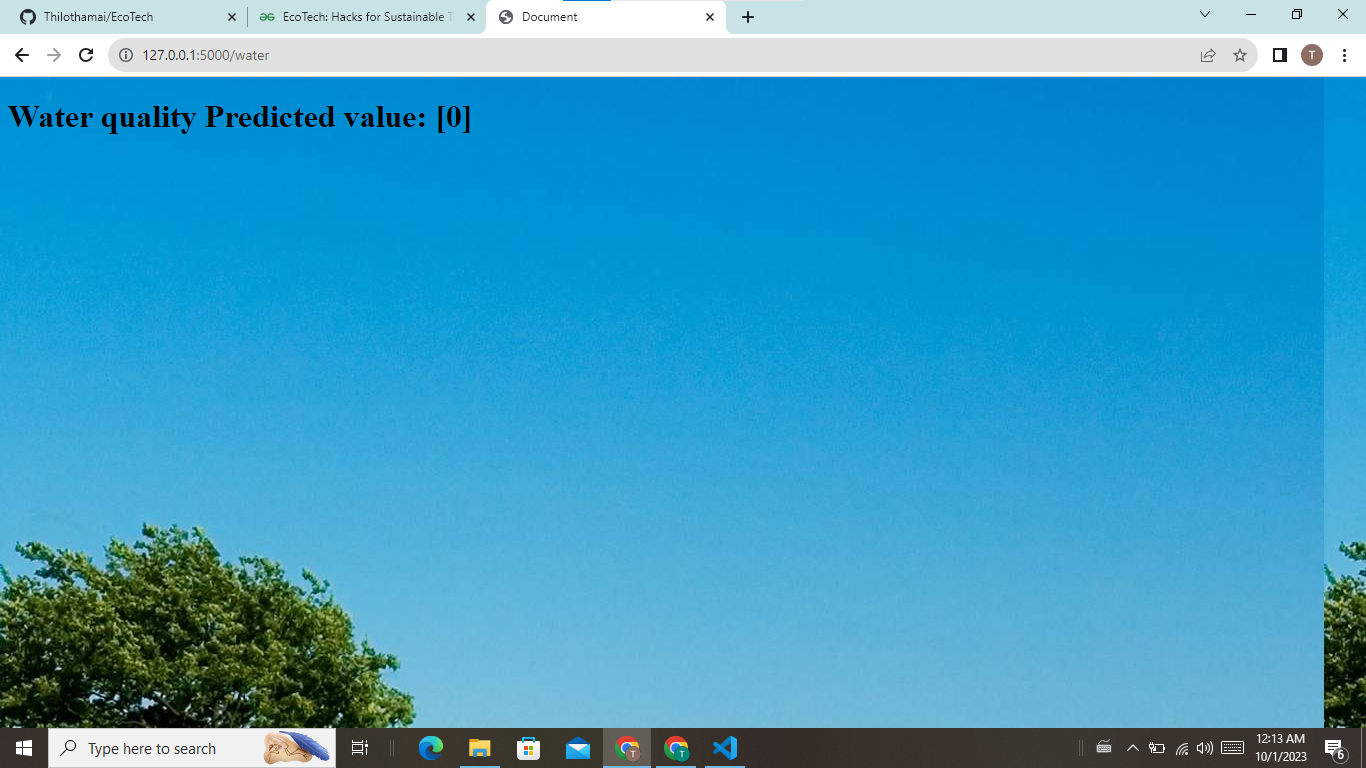 Thilothamai/EcoTech
EcoTech: Hacks for Sustainable T
Document
127.0.0.1:5000/water
T
Water quality Predicted value: [0]
Type here to search
T
T
12:13 AM
10/1/2023
6